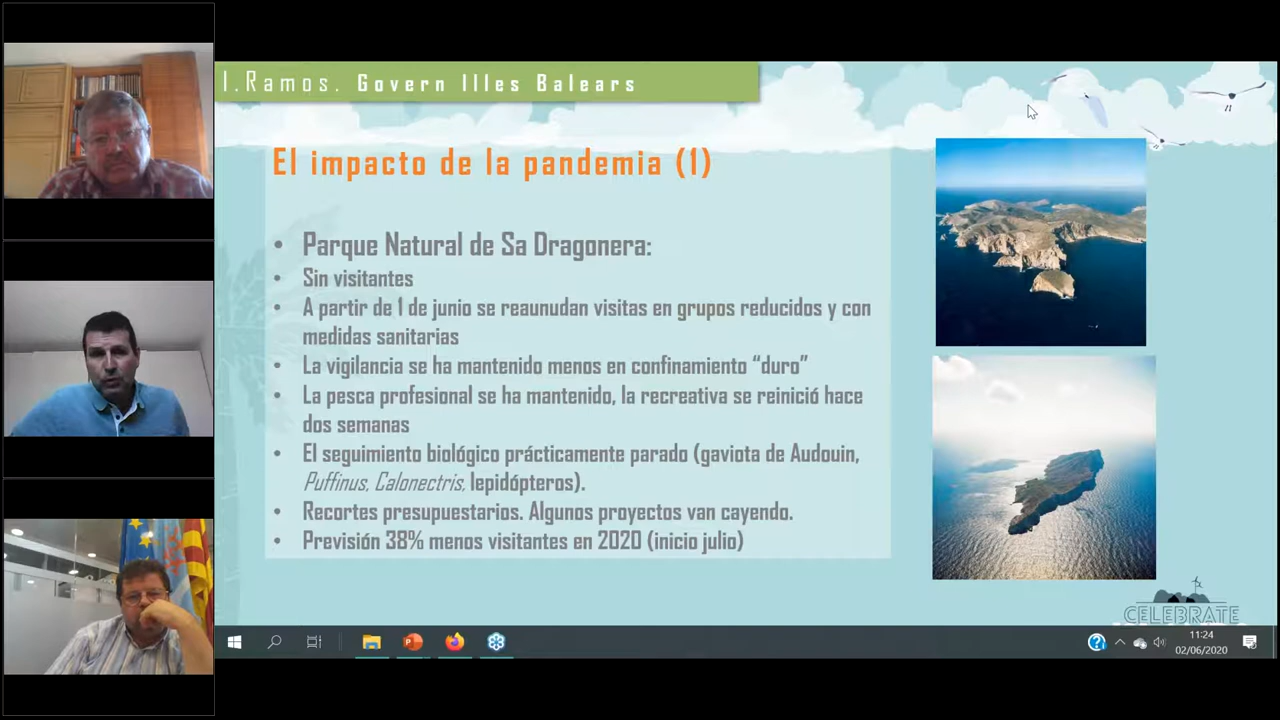 I.Ramos. Govern Illes Balears
El impacto de la pandemia (1)
• Parque Natural de Sa Dragonera:
• Sin visitantes
• A partir de 1 de junio se reaunudan visitas en grupos reducidos y con
medidas sanitarias
• La vigilancia se ha mantenido menos en confinamiento “duro”
• La pesca profesional se ha mantenido, la recreativa se reinició hace
dos semanas
• El seguimiento biológico prácticamente parado (gaviota de Audouin,
Puffinus, Calonectris, lepidópteros).
• Recortes presupuestarios. Algunos proyectos van cayendo.
• Previsión 38% menos visitantes en 2020 (inicio julio)
CELEBRATE
11:24
02/06/2020